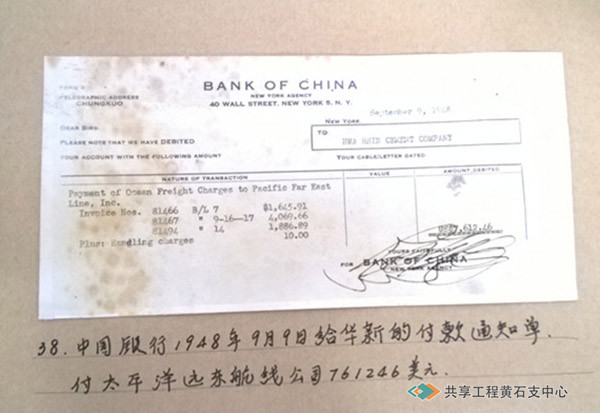 TELEGRAPHIC ADDRESS
CHUNGKUO
BANK OF CHINA
NEW YORK AGENCY
40 WALL STREET, NEW YORK 5, N. Y.
NEW YORK, September 9, 1948
DEAR SIRS:
PLEASE NOTE THAT WE HAVE DEBITED
YOUR ACCOUNT WITH THE FOLLOWING AMOUNT
TO
HWA HSIN CEMENT COMPANY
YOUR CABLE/LETTER DATED
NATURE OF TRANSACTION VALUE AMOUNT DEBITED
Payment of Ocean Freight Charges to Pacific Far East
Line, Inc.
Invoice Nos. 81466 B/L 7 $1,645.91
81467 " 9-16-17 4,069.66
81494 " 14 1,886.89
Plus: Handling charges 10.00
7,612.46
YOURS FAITHFULLY
FOR BANK OF CHINA
NEW YORK AGENCY
38. 中国银行1948年9月9日给华新的付款通知单.
付太平洋远东航线公司761246美元.
共享工程黄石支中心